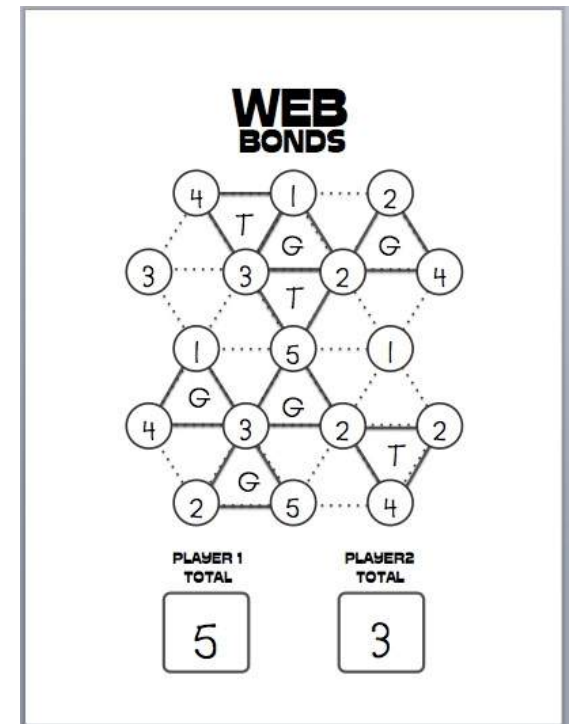 WEB
BONDS
4 1 2
T G G
3 3 2 4
T
1 5 1
G G
4 3 2 2
G T
2 5 4
PLAYER 1 PLAYER2
TOTAL TOTAL
5 3